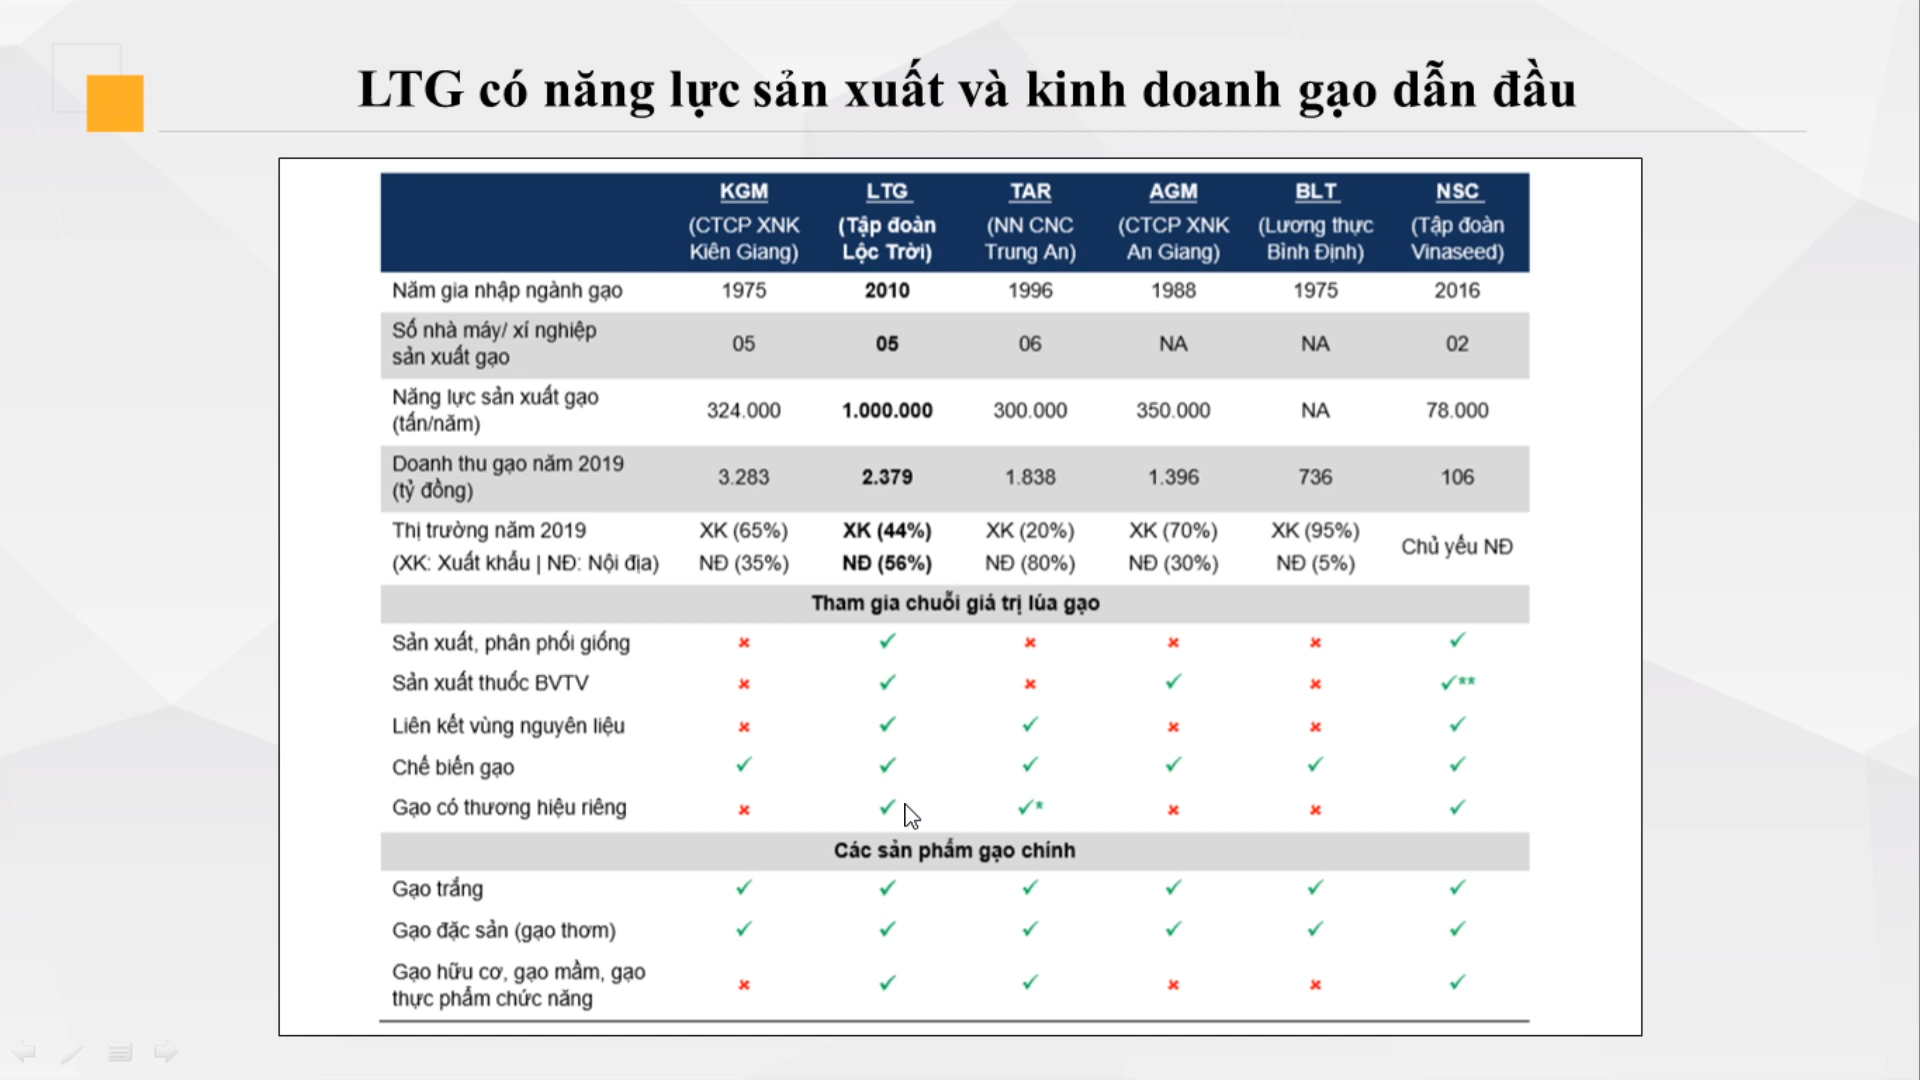 LTG có năng lực sản xuất và kinh doanh gạo dẫn đầu
KGM LTG TAR AGM BLT NSC
(CTCP XNK (Tập đoàn (NN CNC (CTCP XNK (Lương thực (Tập đoàn
Kiên Giang) Lộc Trời) Trung An) An Giang) Bình Định) Vinaseed)
Năm gia nhập ngành gạo 1975 2010 1996 1988 1975 2016
Số nhà máy/ xí nghiệp
sản xuất gạo 05 05 06 NA NA 02
Năng lực sản xuất gạo
(tấn/năm) 324.000 1.000.000 300.000 350.000 NA 78.000
Doanh thu gạo năm 2019
(tỷ đồng) 3.283 2.379 1.838 1.396 736 106
Thị trường năm 2019 XK (65%) XK (44%) XK (20%) XK (70%) XK (95%) Chủ yếu NĐ
(XK: Xuất khẩu | NĐ: Nội địa) NĐ (35%) NĐ (56%) NĐ (80%) NĐ (30%) NĐ (5%)
Tham gia chuỗi giá trị lúa gạo
Sản xuất, phân phối giống × ✓ × × × ✓
Sản xuất thuốc BVTV × ✓ × ✓ × ✓**
Liên kết vùng nguyên liệu × ✓ ✓ × × ✓
Chế biến gạo ✓ ✓ ✓ ✓ ✓ ✓
Gạo có thương hiệu riêng × ✓ ✓* × × ✓
Các sản phẩm gạo chính
Gạo trắng ✓ ✓ ✓ ✓ ✓ ✓
Gạo đặc sản (gạo thơm) ✓ ✓ ✓ ✓ ✓ ✓
Gạo hữu cơ, gạo mầm, gạo
thực phẩm chức năng × ✓ ✓ × × ✓